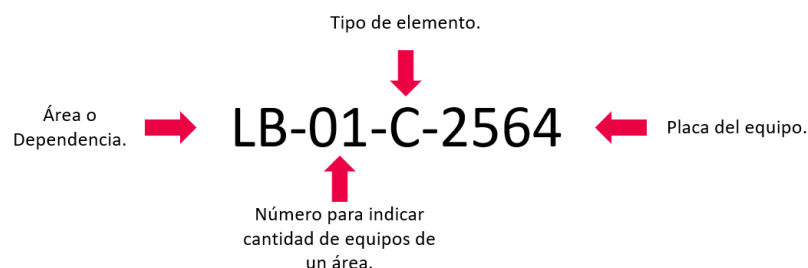 Tipo de elemento.
Área o
Dependencia.
LB-01-C-2564
Placa del equipo.
Número para indicar
cantidad de equipos de
un área.